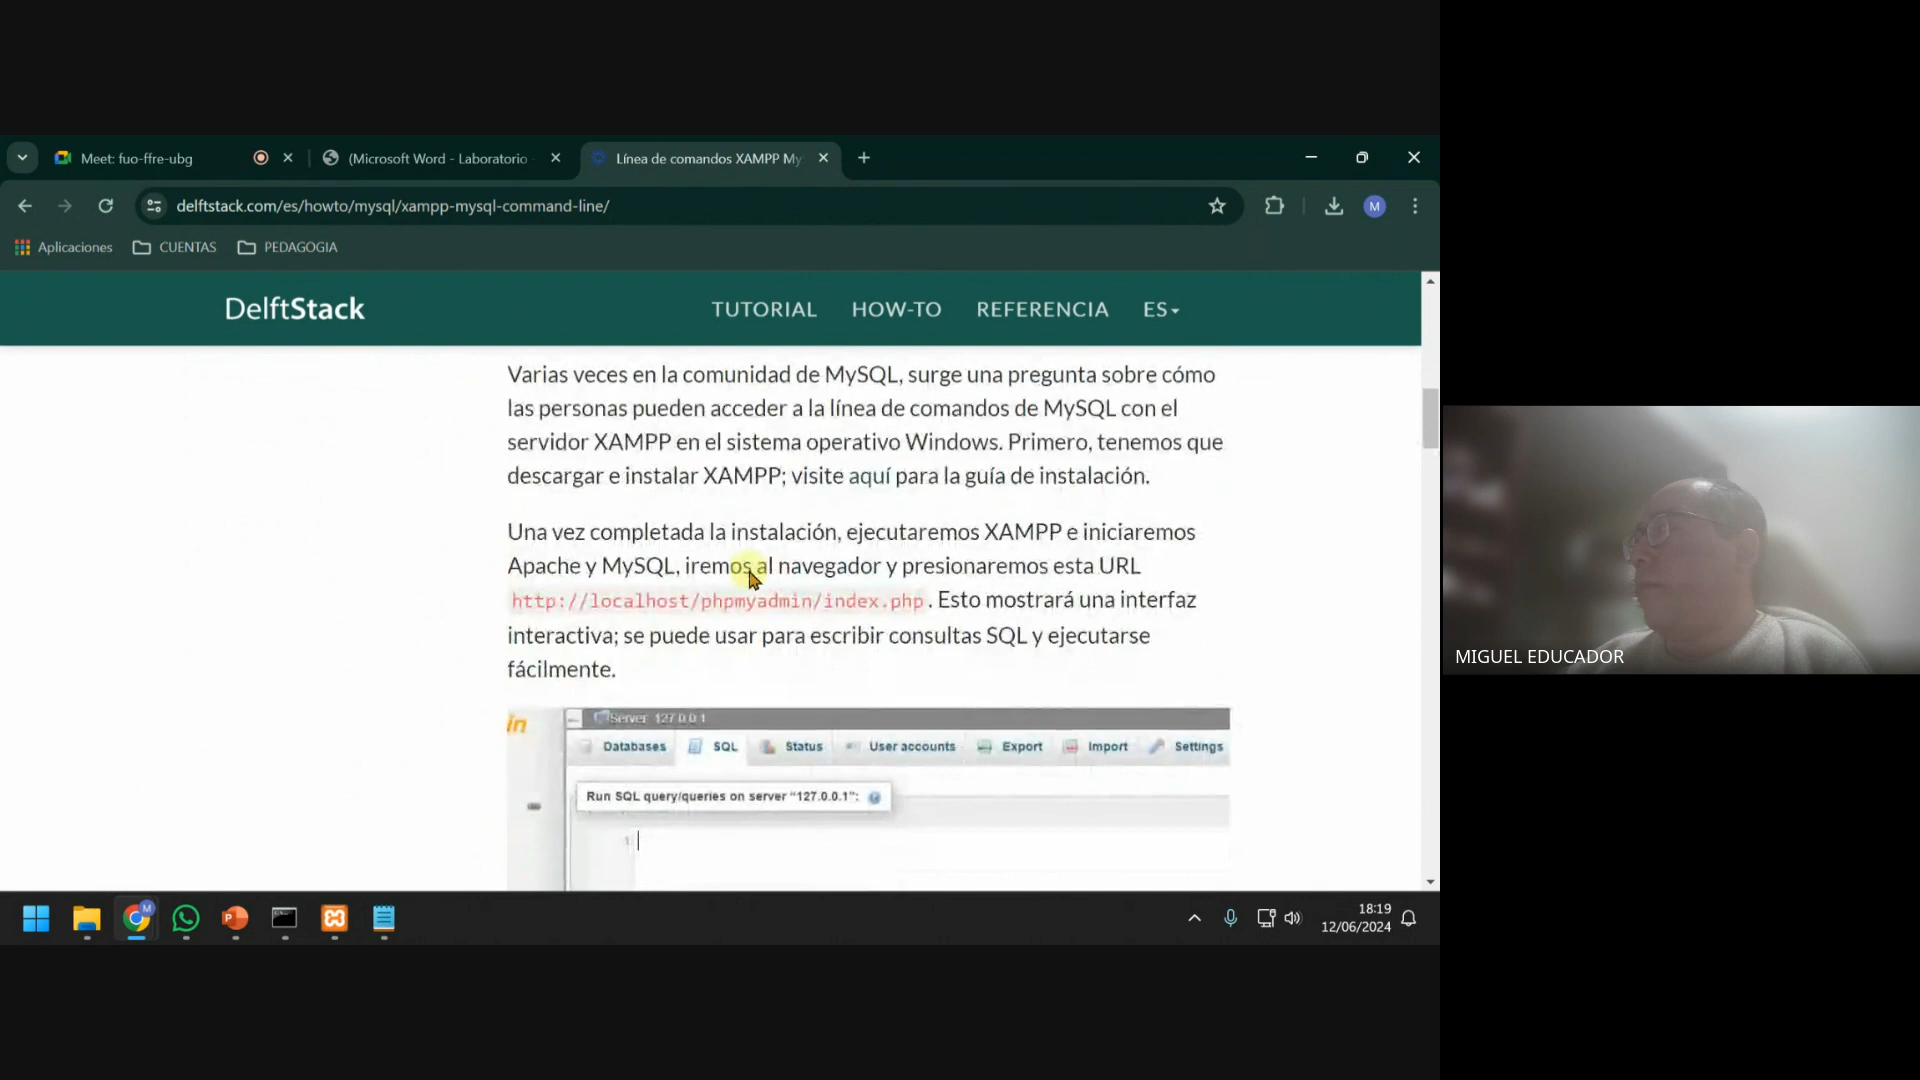 Meet: fuo-ffre-ubg
(Microsoft Word - Laboratorio
Línea de comandos XAMPP My
delftstack.com/es/howto/mysql/xampp-mysql-command-line/
M
Aplicaciones
CUENTAS
PEDAGOGIA
DelftStack
TUTORIAL
HOW-TO
REFERENCIA
ES
Varias veces en la comunidad de MySQL, surge una pregunta sobre cómo
las personas pueden acceder a la línea de comandos de MySQL con el
servidor XAMPP en el sistema operativo Windows. Primero, tenemos que
descargar e instalar XAMPP; visite aquí para la guía de instalación.
Una vez completada la instalación, ejecutaremos XAMPP e iniciaremos
Apache y MySQL, iremos al navegador y presionaremos esta URL
http://localhost/phpmyadmin/index.php. Esto mostrará una interfaz
interactiva; se puede usar para escribir consultas SQL y ejecutarse
fácilmente.
in
Server 127.0.0.1
Databases
SQL
Status
User accounts
Export
Import
Settings
Run SQL query/queries on server "127.0.0.1":
1
MIGUEL EDUCADOR
M
18:19
12/06/2024